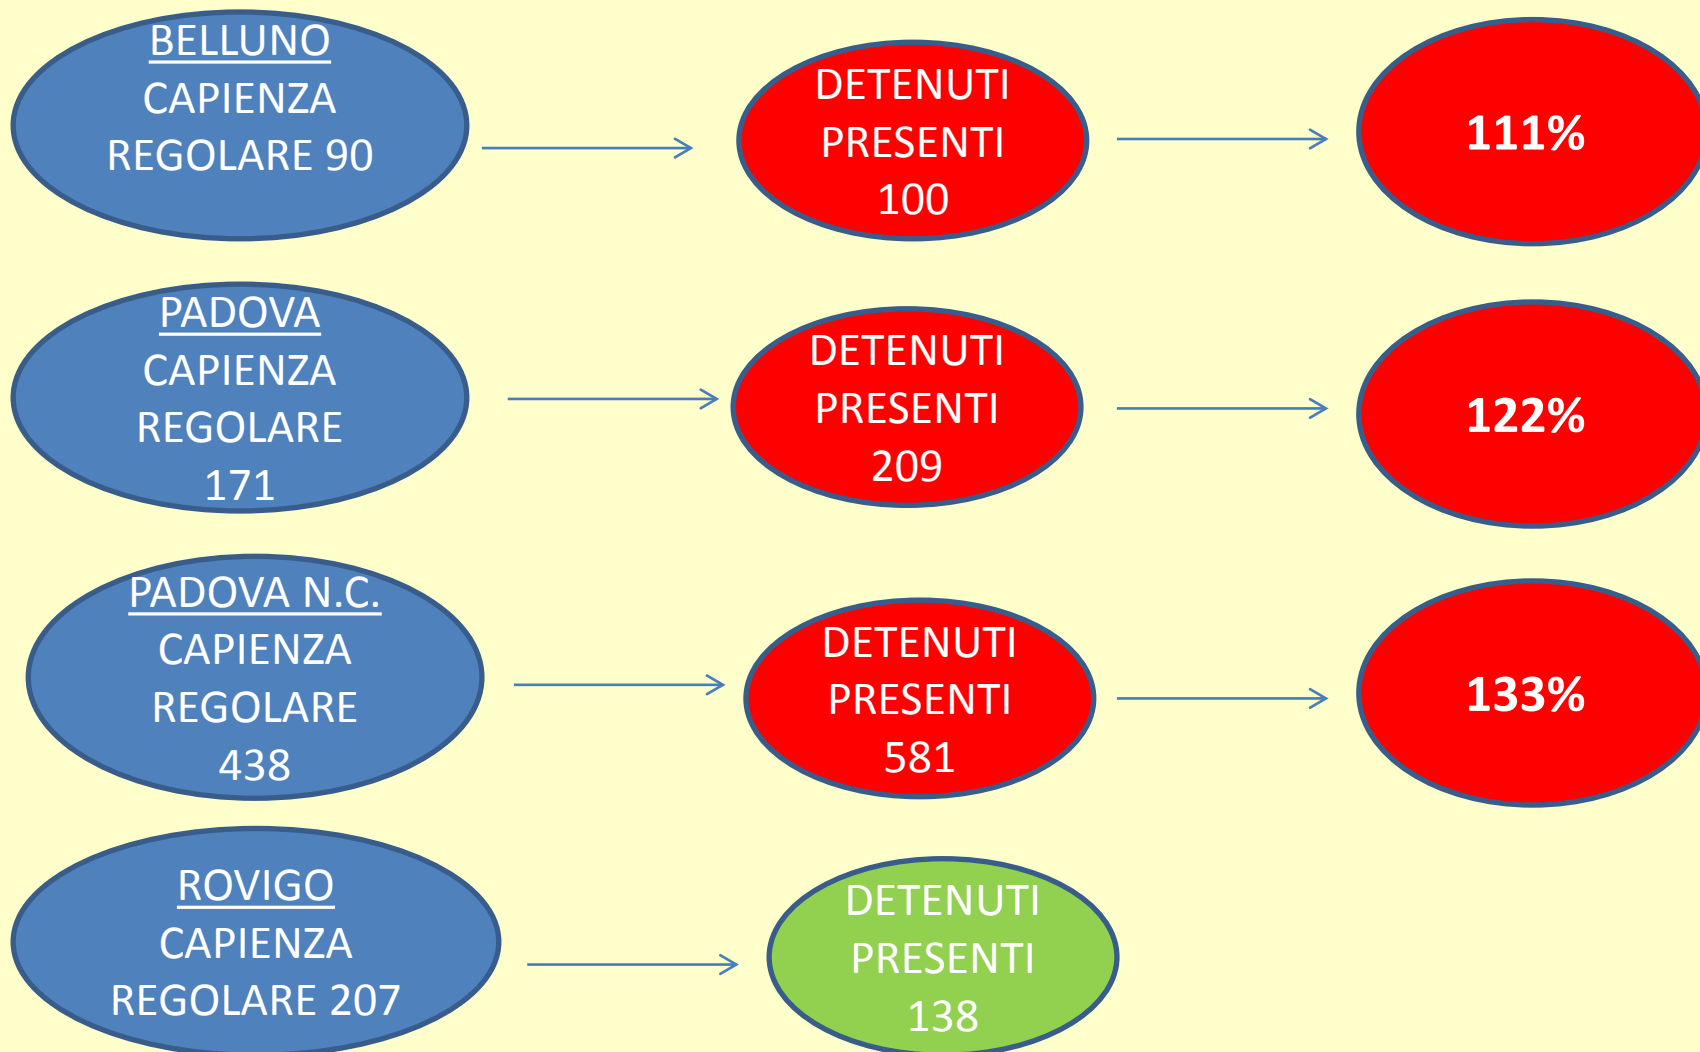 BELLUNO
CAPIENZA
REGOLARE 90
DETENUTI
PRESENTI
100
111%
PADOVA
CAPIENZA
REGOLARE
171
DETENUTI
PRESENTI
209
122%
PADOVA N.C.
CAPIENZA
REGOLARE
438
DETENUTI
PRESENTI
581
133%
ROVIGO
CAPIENZA
REGOLARE 207
DETENUTI
PRESENTI
138